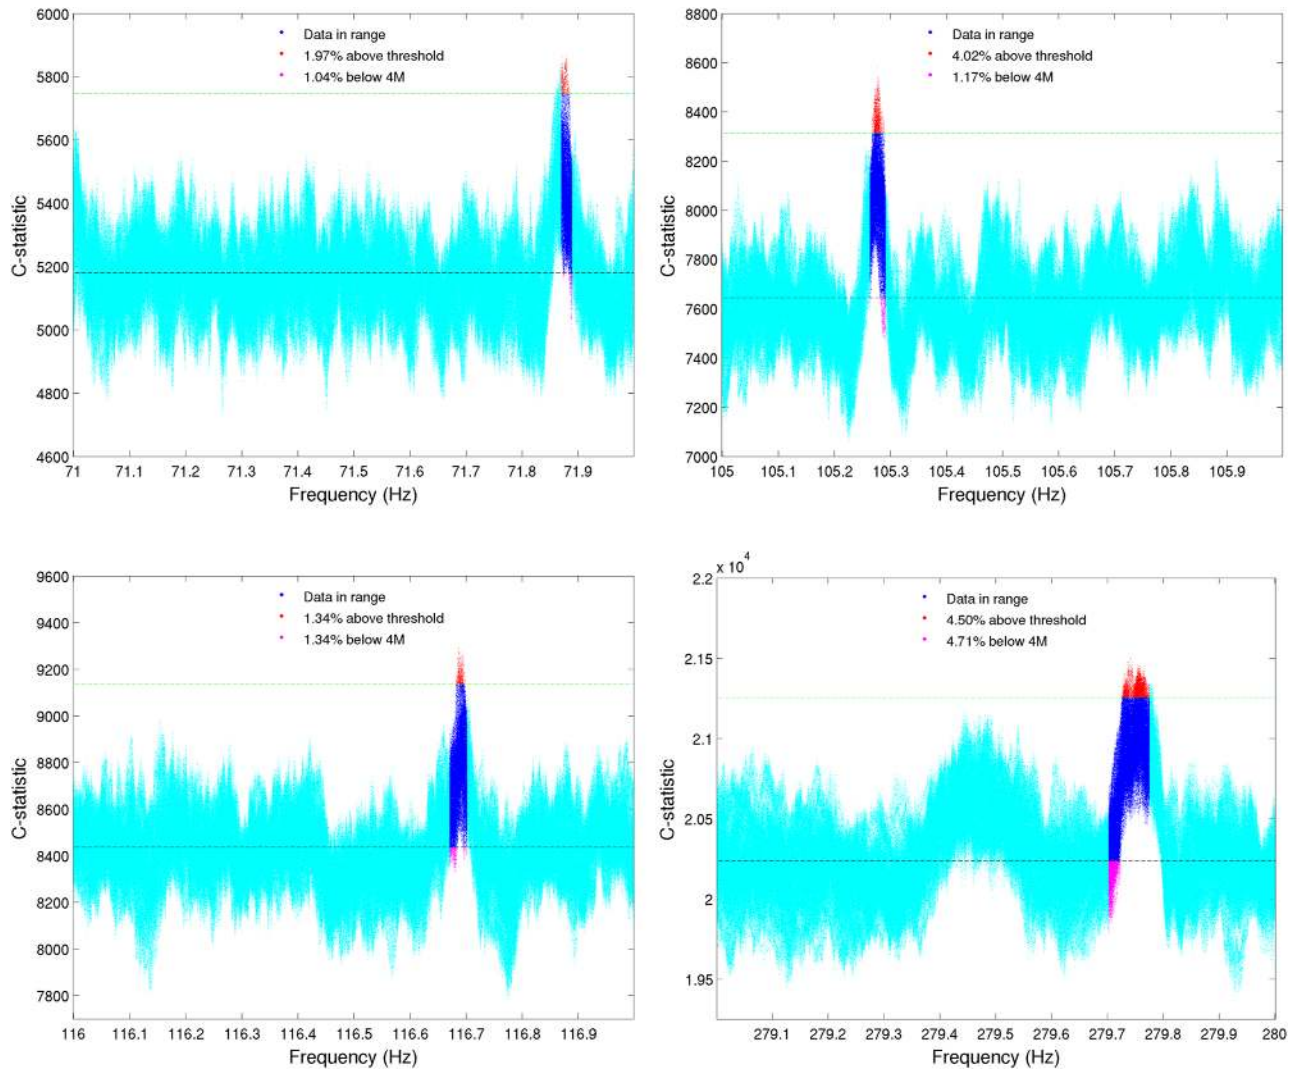 6000
5800
5600
5400
5200
5000
4800
4600
C-statistic
Data in range
1.97% above threshold
1.04% below 4M
71 71.1 71.2 71.3 71.4 71.5 71.6 71.7 71.8 71.9
Frequency (Hz)
8800
8600
8400
8200
8000
7800
7600
7400
7200
7000
C-statistic
Data in range
4.02% above threshold
1.17% below 4M
105 105.1 105.2 105.3 105.4 105.5 105.6 105.7 105.8 105.9
Frequency (Hz)
9600
9400
9200
9000
8800
8600
8400
8200
8000
7800
C-statistic
Data in range
1.34% above threshold
1.34% below 4M
116 116.1 116.2 116.3 116.4 116.5 116.6 116.7 116.8 116.9
Frequency (Hz)
x 10^4
2.2
2.15
2.1
2.05
2
1.95
C-statistic
Data in range
4.50% above threshold
4.71% below 4M
279.1 279.2 279.3 279.4 279.5 279.6 279.7 279.8 279.9 280
Frequency (Hz)